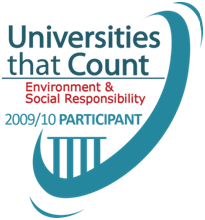 Universities
that Count
Environment &
Social Responsibility
2009/10 PARTICIPANT